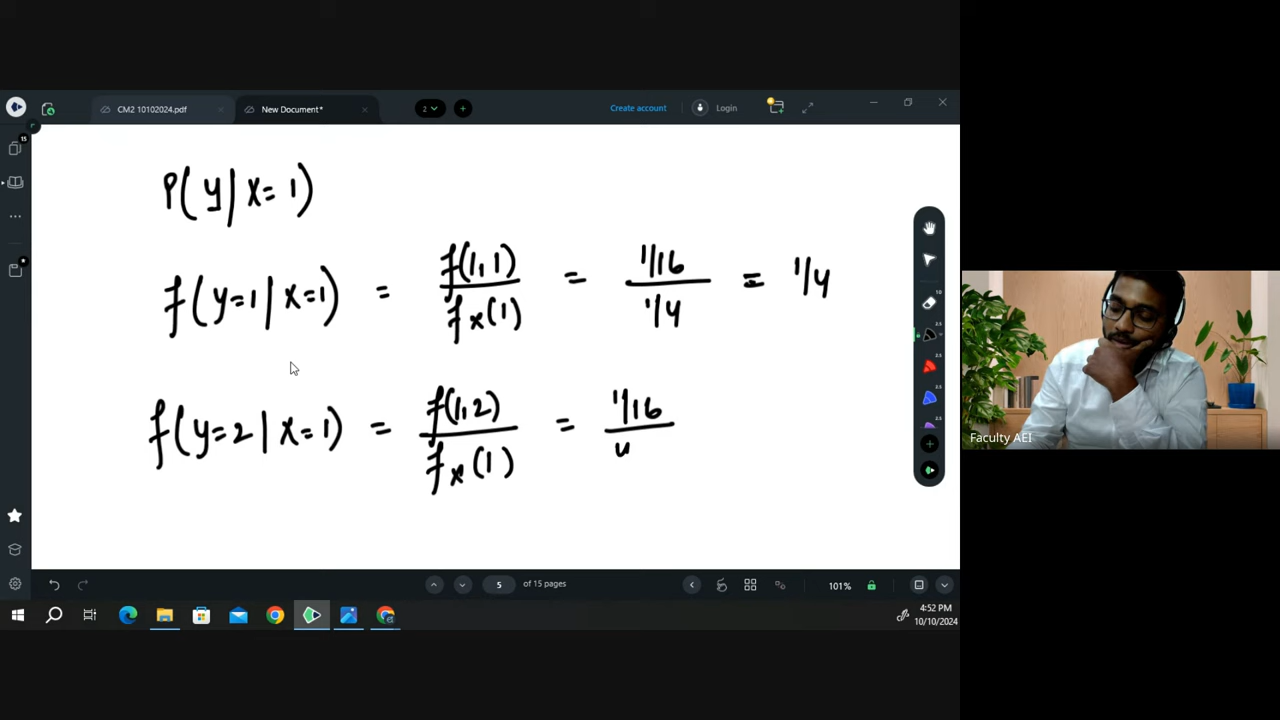 CM2 10102024.pdf
New Document*
2
Create account
Login
15
P(y|x=1)
f(y=1|x=1) = f(1,1) / fx(1) = 1/16 / 1/4 = 1/4
f(y=2|x=1) = f(1,2) / fx(1) = 1/16
Faculty AEI
5 of 15 pages
101%
4:52 PM
10/10/2024